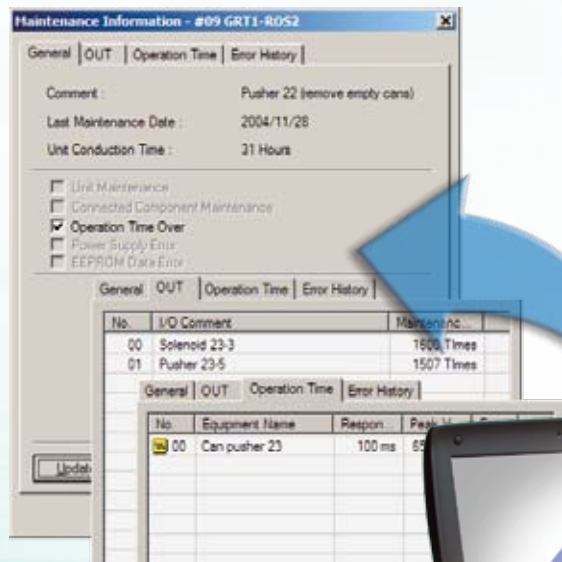 Maintenance Information - #09 GRT1-ROS2
General OUT Operation Time Error History
Comment : Pusher 22 (remove empty cans)
Last Maintenance Date : 2004/11/28
Unit Conduction Time : 31 Hours
Unit Maintenance
Connected Component Maintenance
Operation Time Over
Power Supply Error
EEPROM Data Error
General OUT Operation Time Error History
No. I/O Comment Maintenanc...
00 Solenoid 23-3 1500 Times
01 Pusher 23-5 1507 Times
General OUT Operation Time Error History
No. Equipment Name Respon... Peak
00 Can pusher 23 100 ms